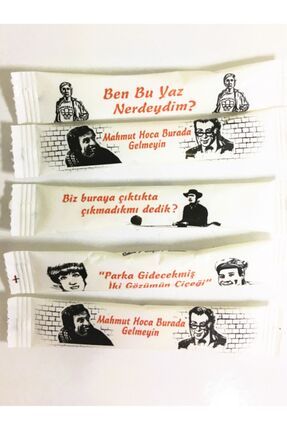 Ben Bu Yaz
Nerdeydim?
Mahmut Hoca Burada
Gelmeyin
Biz buraya çıktıkta
çıkmadıkmı dedik?
"Parka Gidecekmiş
İki Gözümün Çiçeği"
Mahmut Hoca Burada
Gelmeyin